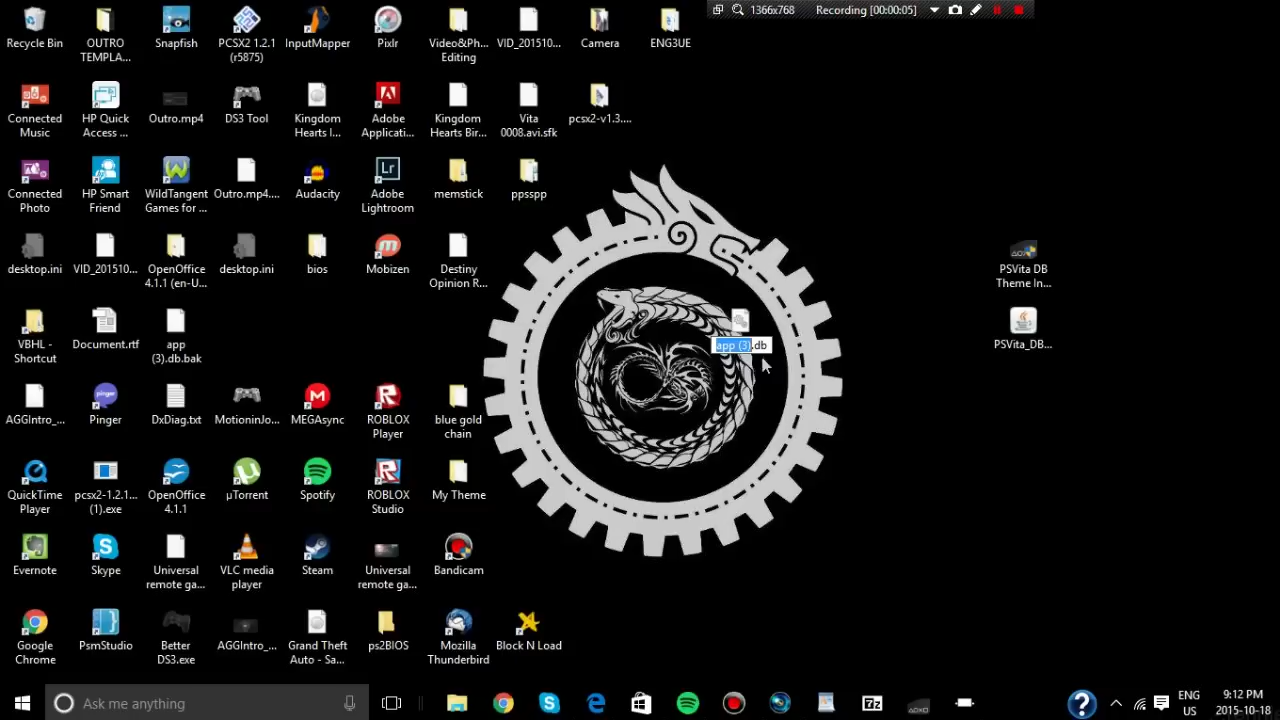 1366x768
Recording [00:00:05]
Recycle Bin
OUTRO
TEMPLA...
Snapfish
PCSX2 1.2.1
(r5875)
InputMapper
Pixlr
Video&Ph...
Editing
VID_201510...
Camera
ENG3UE
Connected
Music
HP Quick
Access ...
Outro.mp4
DS3 Tool
Kingdom
Hearts I...
Adobe
Applicati...
Kingdom
Hearts Bir...
Vita
0008.avi.sfk
pcsx2-v1.3....
Connected
Photo
HP Smart
Friend
WildTangent
Games for ...
Outro.mp4....
Audacity
Lr
Adobe
Lightroom
memstick
ppsspp
desktop.ini
VID_201510...
OpenOffice
4.1.1 (en-U...
desktop.ini
bios
Mobizen
Destiny
Opinion R...
PSVita DB
Theme In...
VBHL -
Shortcut
Document.rtf
app
(3).db.bak
app (3).db
PSVita_DB...
AGGIntro_...
Pinger
DxDiag.txt
MotioninJo...
MEGAsync
ROBLOX
Player
blue gold
chain
QuickTime
Player
pcsx2-1.2.1...
(1).exe
OpenOffice
4.1.1
µTorrent
Spotify
ROBLOX
Studio
My Theme
Evernote
Skype
Universal
remote ga...
VLC media
player
Steam
Universal
remote ga...
Bandicam
Google
Chrome
PsmStudio
Better
DS3.exe
AGGIntro_...
Grand Theft
Auto - Sa...
ps2BIOS
Mozilla
Thunderbird
Block N Load
Ask me anything
7z
ENG
US
9:12 PM
2015-10-18